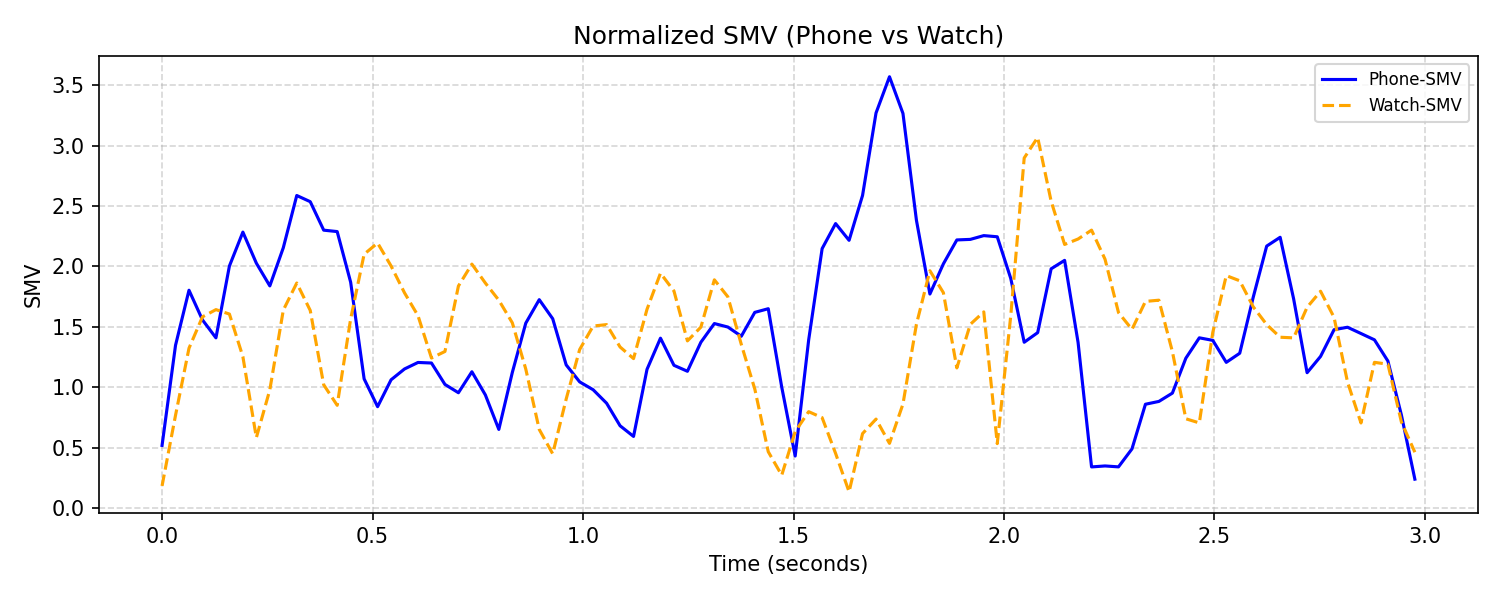 Normalized SMV (Phone vs Watch)
Phone-SMV
Watch-SMV
SMV
3.5
3.0
2.5
2.0
1.5
1.0
0.5
0.0
0.0 0.5 1.0 1.5 2.0 2.5 3.0
Time (seconds)